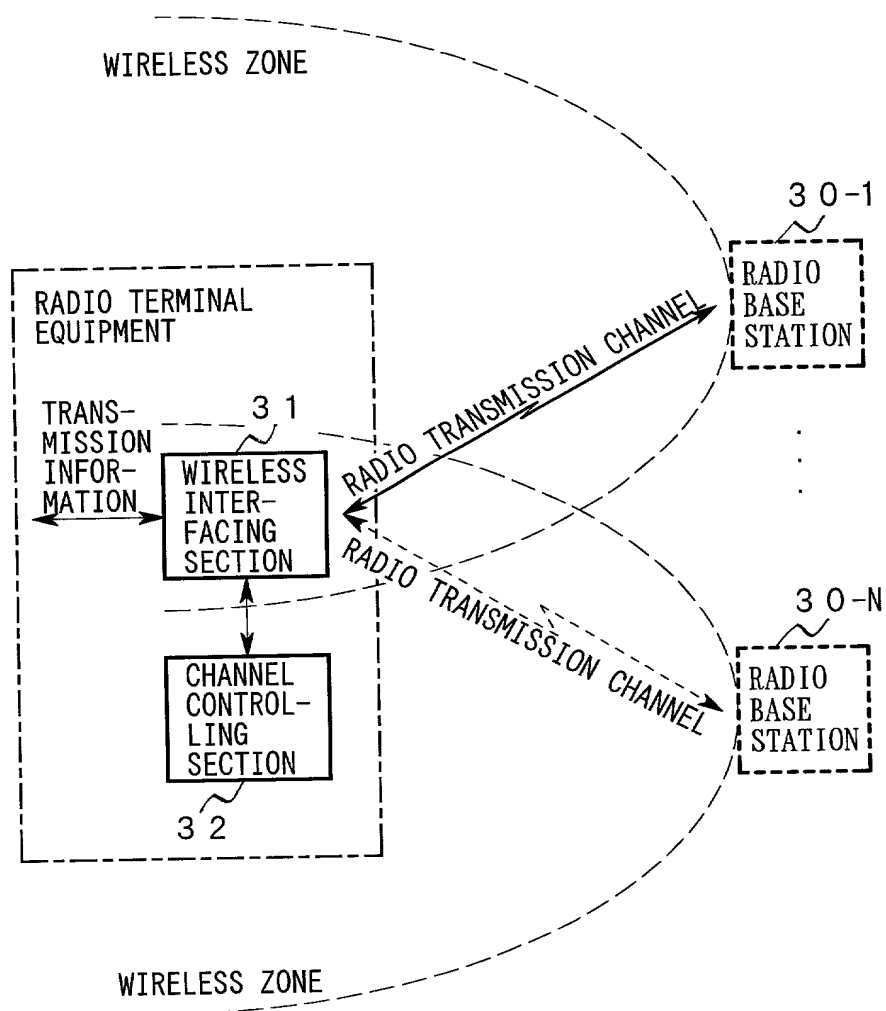 WIRELESS ZONE
30-1
RADIO
BASE
STATION
RADIO TERMINAL
EQUIPMENT
TRANS-
MISSION
INFOR-
MATION
31
WIRELESS
INTER-
FACING
SECTION
RADIO TRANSMISSION CHANNEL
RADIO TRANSMISSION CHANNEL
30-N
RADIO
BASE
STATION
CHANNEL
CONTROL-
LING
SECTION
32
WIRELESS ZONE